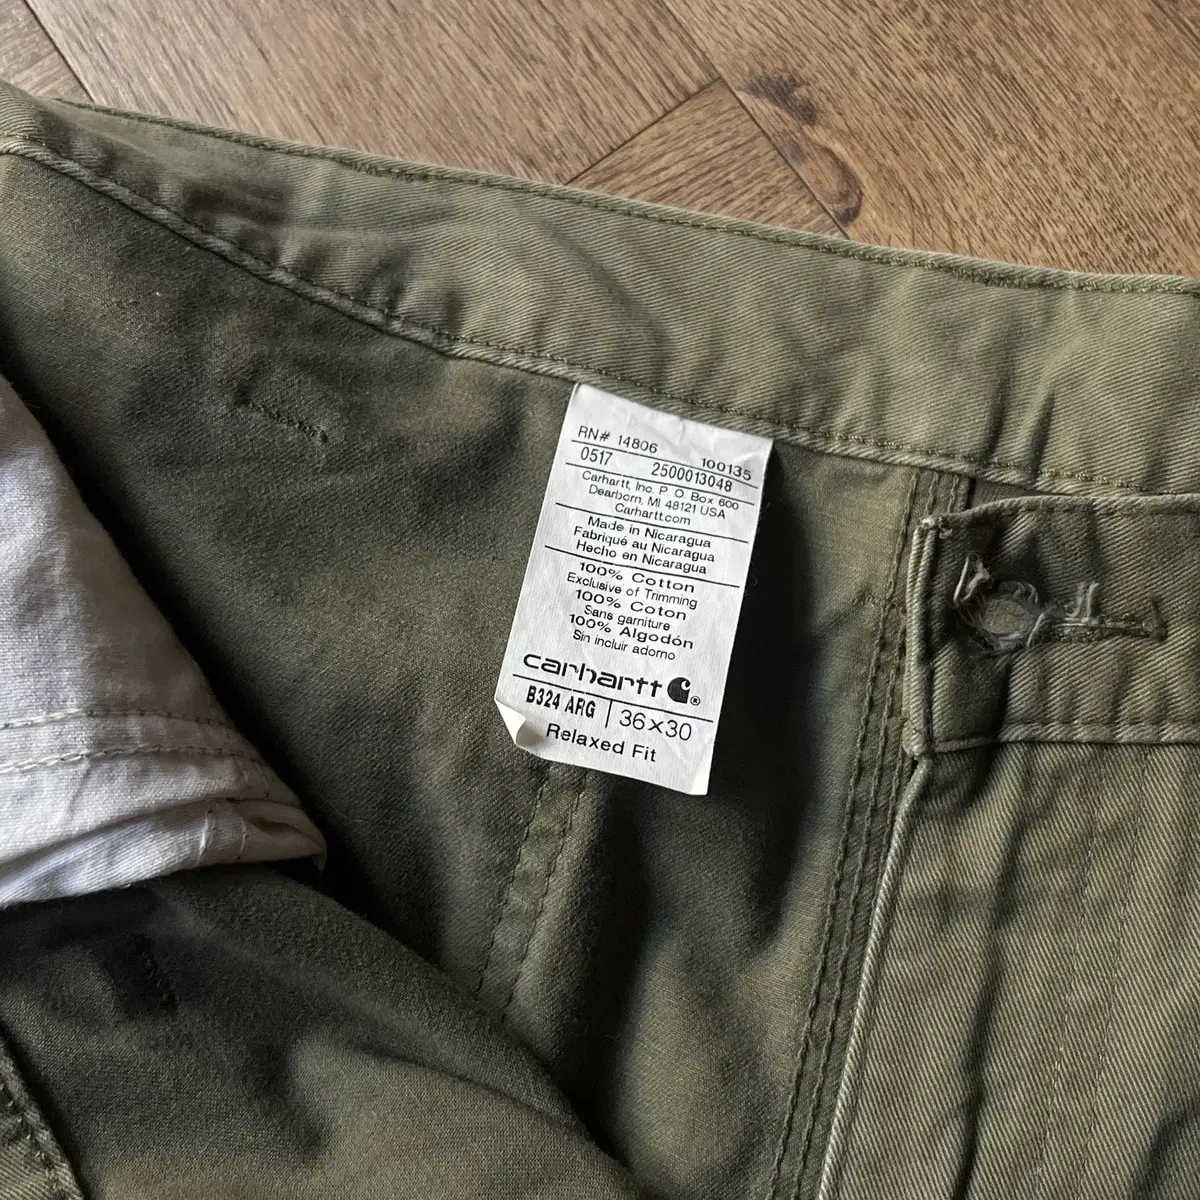 RN# 14806 100135
0517 2500013048
Carhartt, Inc. P. O. Box 600
Dearborn, MI 48121 USA
Carhartt.com
Made in Nicaragua
Fabriqué au Nicaragua
Hecho en Nicaragua
100% Cotton
Exclusive of Trimming
100% Coton
Sans garniture
100% Algodón
Sin incluir adorno
carhartt ®
B324 ARG | 36×30
Relaxed Fit